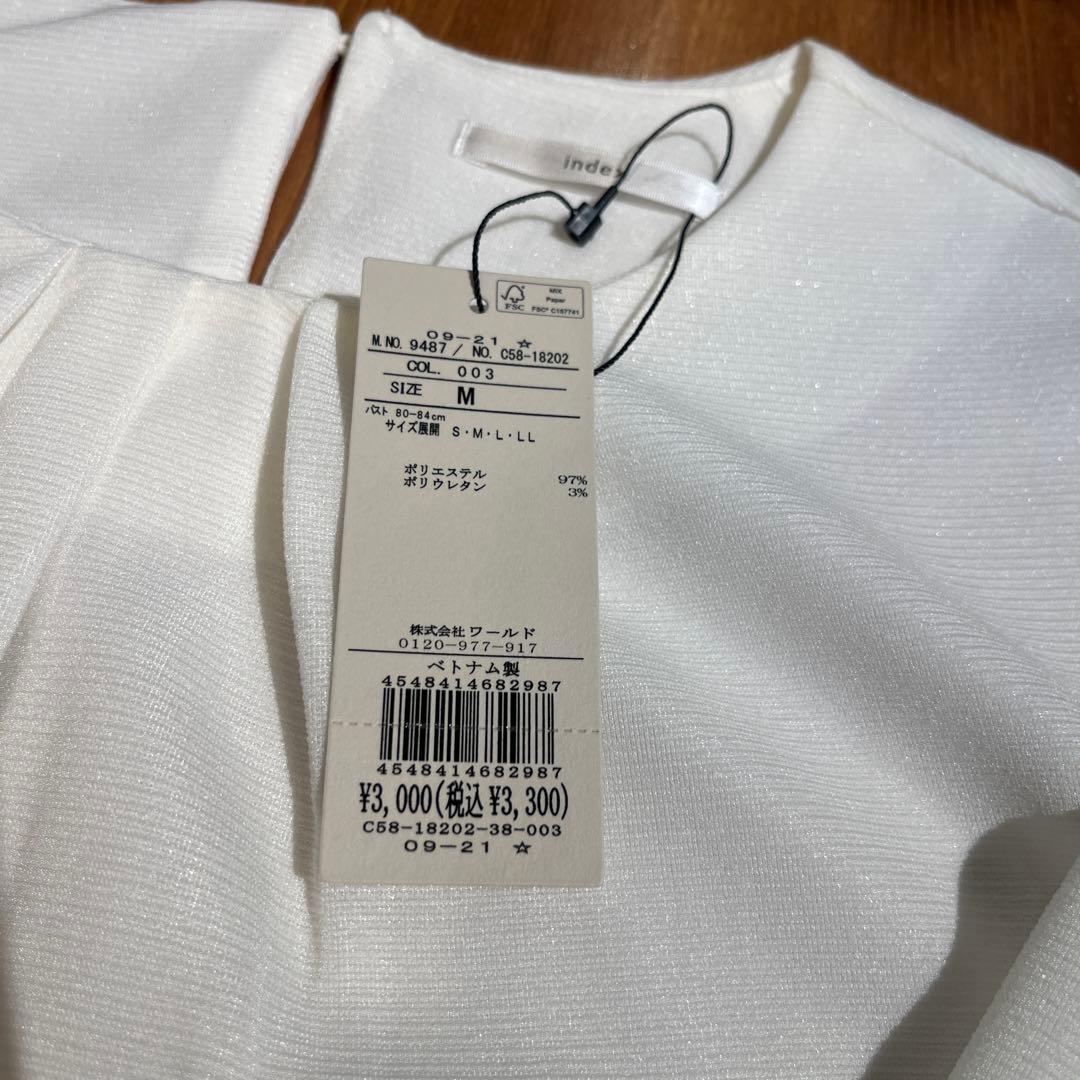 index
FSC
MIX
Paper
FSC® C157741
09-21 ☆
M.NO. 9487 / NO. C58-18202
COL. 003
SIZE M
バスト 80-84cm
サイズ展開 S・M・L・LL
ポリエステル 97%
ポリウレタン 3%
株式会社 ワールド
0120-977-917
ベトナム製
4548414682987
4548414682987
¥3,000(税込¥3,300)
C58-18202-38-003
09-21 ☆